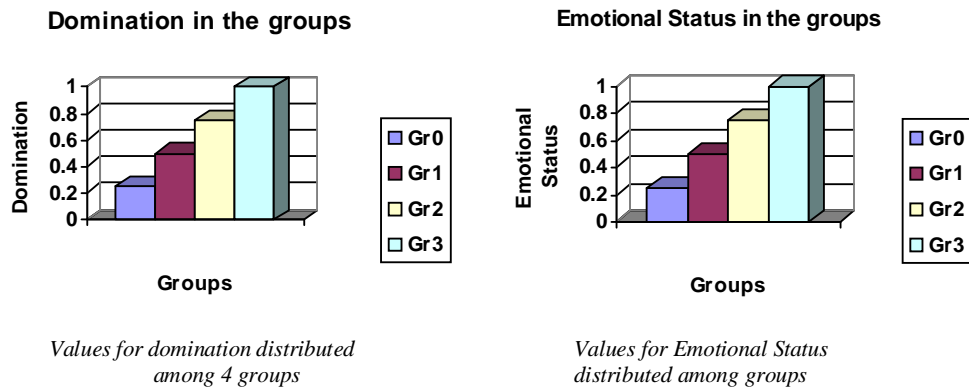 Domination in the groups
1
0.8
0.6
0.4
0.2
0
Domination
Groups
Gr0
Gr1
Gr2
Gr3
Values for domination distributed
among 4 groups
Emotional Status in the groups
1
0.8
0.6
0.4
0.2
0
Emotional
Status
Groups
Gr0
Gr1
Gr2
Gr3
Values for Emotional Status
distributed among groups